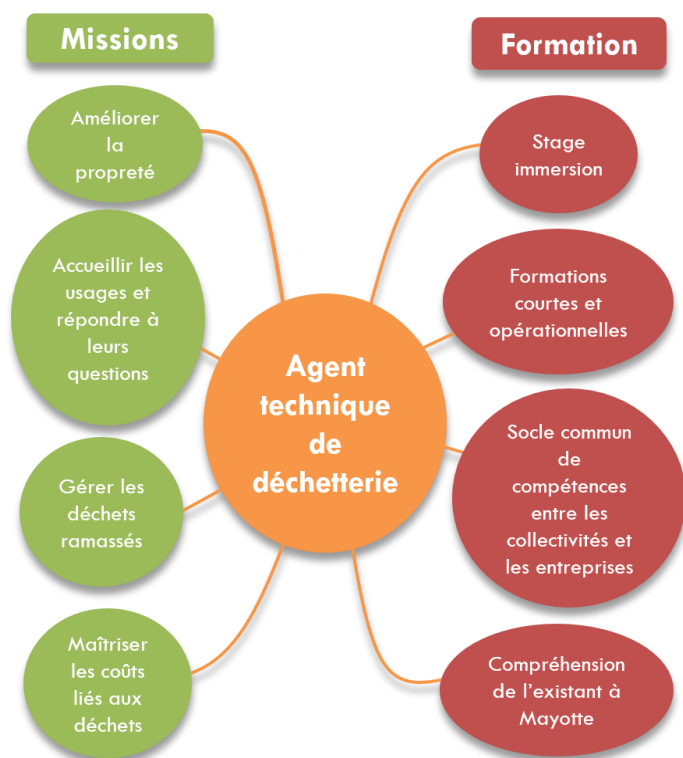 Missions
Améliorer
la
propreté
Accueillir les
usages et
répondre à
leurs
questions
Gérer les
déchets
ramassés
Maîtriser
les coûts
liés aux
déchets
Agent
technique
de
déchetterie
Formation
Stage
immersion
Formations
courtes et
opérationnelles
Socle commun
de
compétences
entre les
collectivités et
les entreprises
Compréhension
de l'existant à
Mayotte